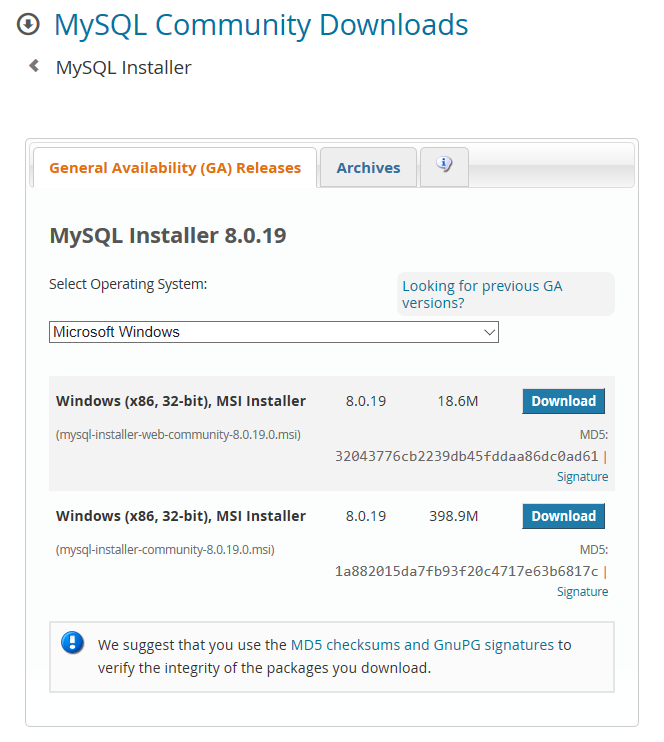 MySQL Community Downloads
MySQL Installer
General Availability (GA) Releases
Archives
MySQL Installer 8.0.19
Select Operating System:
Looking for previous GA
versions?
Microsoft Windows
Windows (x86, 32-bit), MSI Installer 8.0.19 18.6M Download
(mysql-installer-web-community-8.0.19.0.msi) MD5:
32043776cb2239db45fddaa86dc0ad61 |
Signature
Windows (x86, 32-bit), MSI Installer 8.0.19 398.9M Download
(mysql-installer-community-8.0.19.0.msi) MD5:
1a882015da7fb93f20c4717e63b6817c |
Signature
We suggest that you use the MD5 checksums and GnuPG signatures to
verify the integrity of the packages you download.